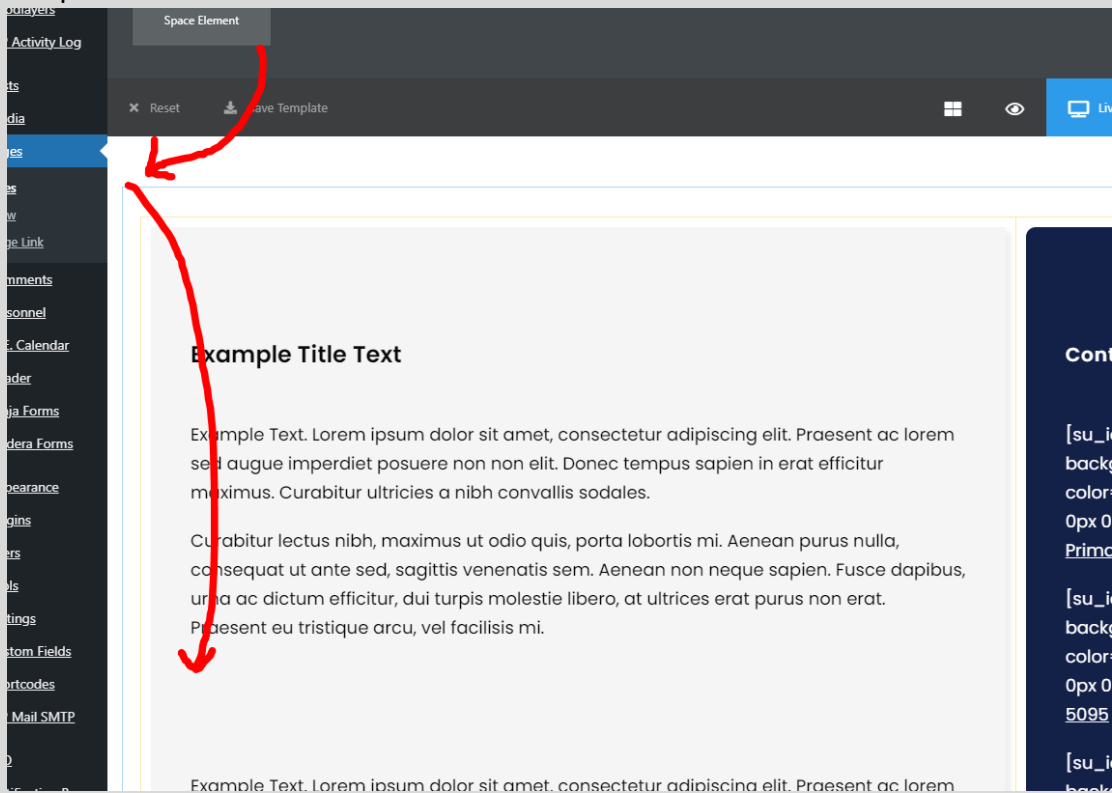 Space Element
Activity Log
Reset
Save Template
Link
Calendar
Forms
Forms
Fields
Mail SMTP
Example Title Text
Example Text. Lorem ipsum dolor sit amet, consectetur adipiscing elit. Praesent ac lorem
sed augue imperdiet posuere non non elit. Donec tempus sapien in erat efficitur
maximus. Curabitur ultricies a nibh convallis sodales.
Curabitur lectus nibh, maximus ut odio quis, porta lobortis mi. Aenean purus nulla,
consequat ut ante sed, sagittis venenatis sem. Aenean non neque sapien. Fusce dapibus,
urna ac dictum efficitur, dui turpis molestie libero, at ultrices erat purus non erat.
Praesent eu tristique arcu, vel facilisis mi.
Example Text. Lorem ipsum dolor sit amet, consectetur adipiscing elit. Praesent ac lorem
Cont
[su_i
backg
color=
0px 0
Prima
[su_i
backg
color=
0px 0
5095
[su_i